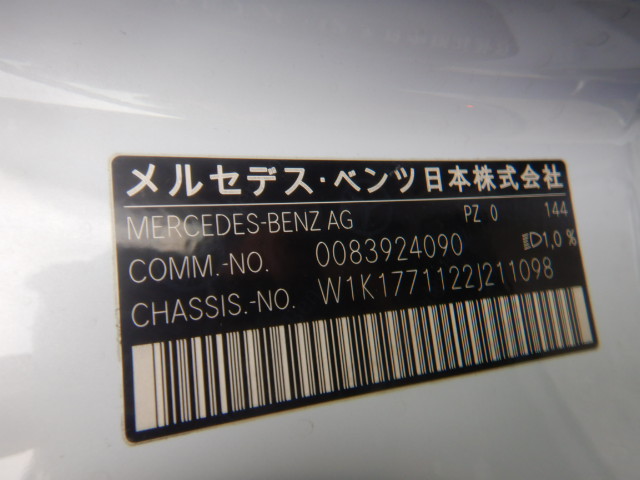 メルセデス・ベンツ日本株式会社
MERCEDES-BENZ AG PZ 0 144
COMM.-NO. 0083924090 1,0 %
CHASSIS.-NO. W1K1771122J211098